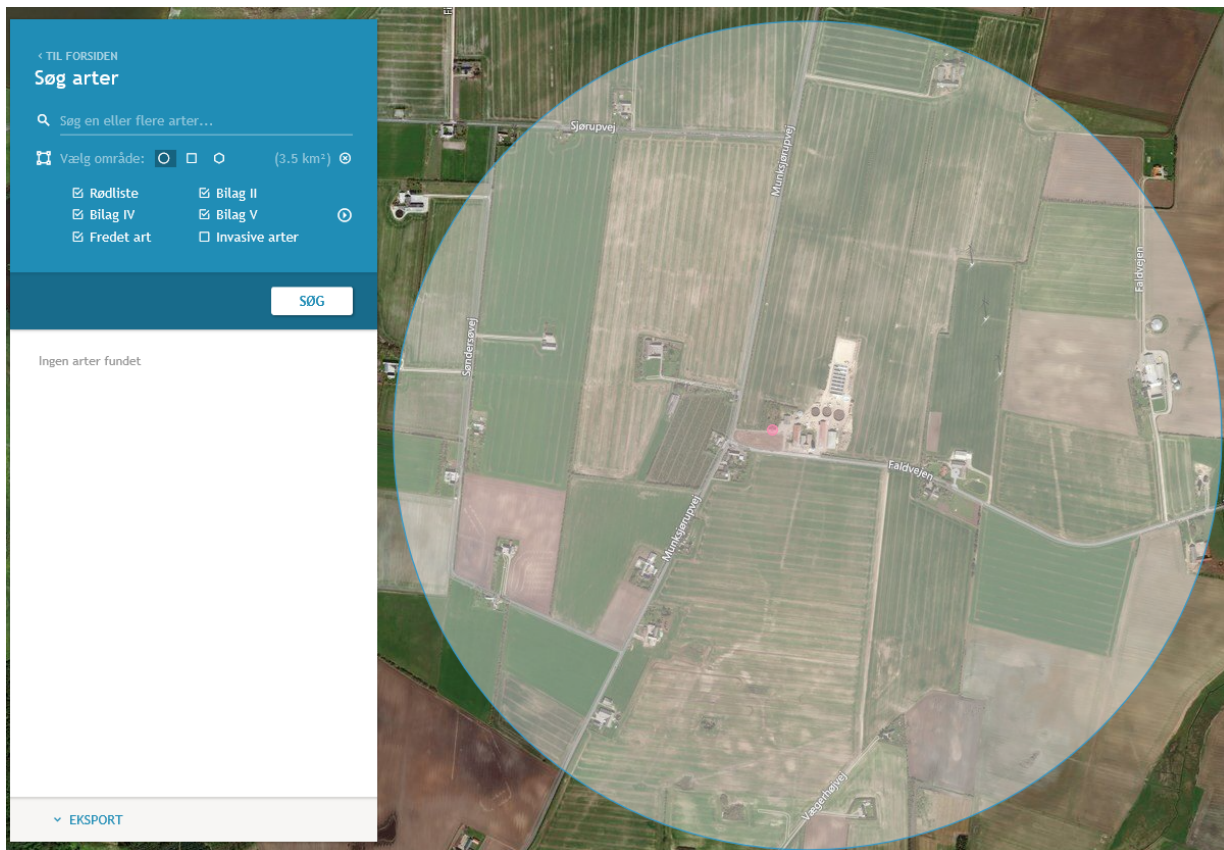 ‹ TIL FORSIDEN
Søg arter
Søg en eller flere arter...
Vælg område: (3.5 km²)
Rødliste Bilag II
Bilag IV Bilag V
Fredet art Invasive arter
SØG
Ingen arter fundet
EKSPORT
Sjørupvej
Munksjørupvej
Faldvejen
Søndersøvej
Faldvejen
Munksjørupvej
Vægerhøjvej